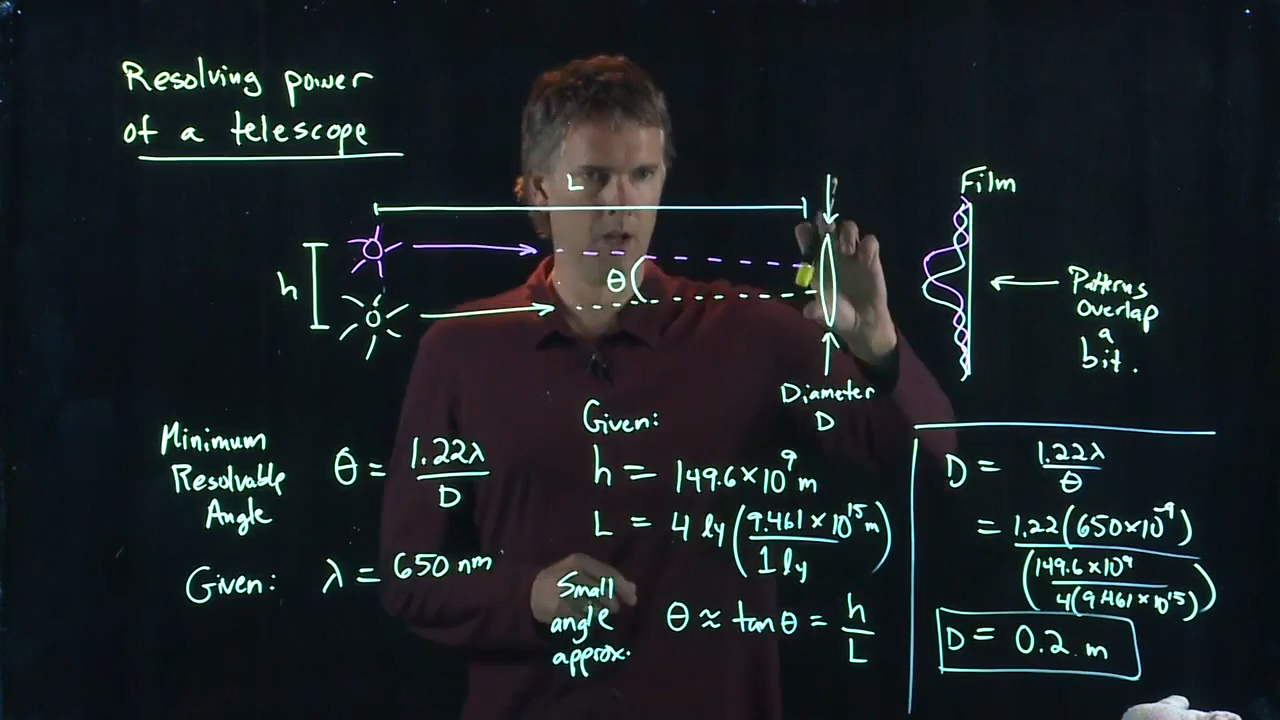 Resolving power
of a telescope
L
h
θ
Diameter
D
Film
Patterns
overlap
a
bit.
Minimum
Resolvable
Angle
θ = 1.22λ / D
Given: λ = 650 nm
Given:
h = 149.6×10⁹ m
L = 4 ly (9.461×10¹⁵ m / 1 ly)
Small
angle
approx.
θ ≈ tan θ = h / L
D = 1.22λ / θ
= 1.22(650×10⁻⁹) / (149.6×10⁹ / 4(9.461×10¹⁵))
D = 0.2 m